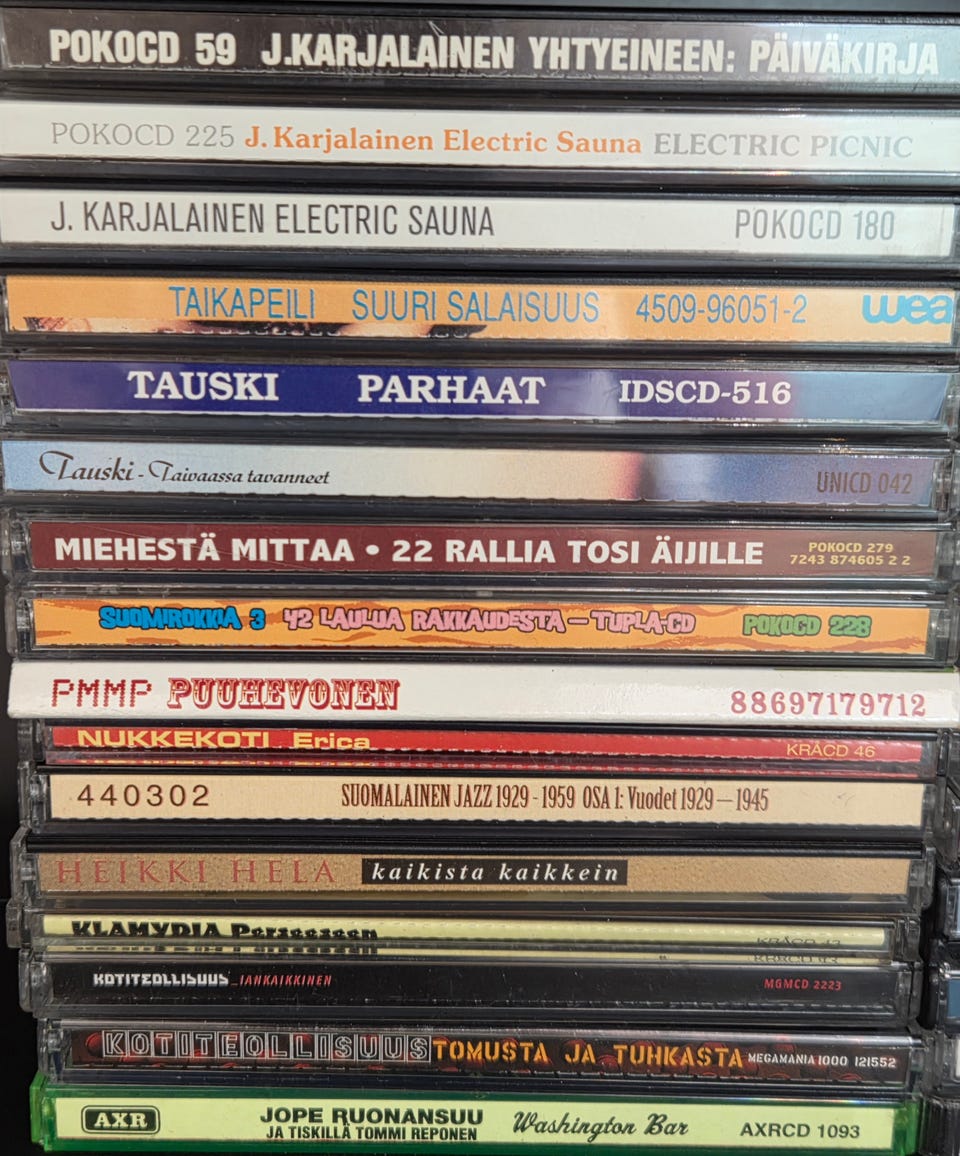 POKOCD 59 J.KARJALAINEN YHTYEINEEN: PÄIVÄKIRJA
POKOCD 225 J. Karjalainen Electric Sauna ELECTRIC PICNIC
J. KARJALAINEN ELECTRIC SAUNA POKOCD 180
TAIKAPEILI SUURI SALAISUUS 4509-96051-2 wea
TAUSKI PARHAAT IDSCD-516
Tauski - Taivaassa tavanneet UNICD 042
MIEHESTÄ MITTAA • 22 RALLIA TOSI ÄIJILLE POKOCD 279
7243 874605 2 2
SUOMIROKKIA 3 42 LAULUA RAKKAUDESTA – TUPLA-CD POKOCD 228
PMMP PUUHEVONEN 88697179712
NUKKEKOTI Erica KRÄCD 46
440302 SUOMALAINEN JAZZ 1929 - 1959 OSA 1: Vuodet 1929 — 1945
HEIKKI HELA kaikista kaikkein
KLAMYDIA
KOTITEOLLISUUS_IANKAIKKINEN MGMCD 2223
KOTITEOLLISUUS TOMUSTA JA TUHKASTA MEGAMANIA 1000 121552
AXR JOPE RUONANSUU Washington Bar AXRCD 1093
JA TISKILLÄ TOMMI REPONEN